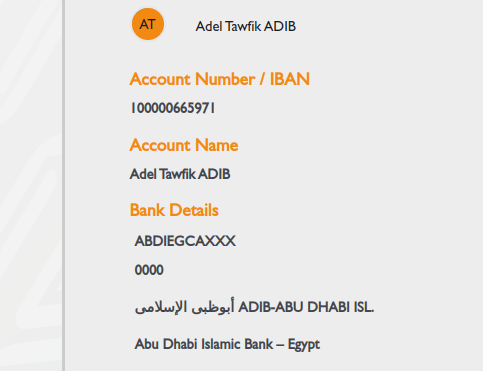 AT
Adel Tawfik ADIB
Account Number / IBAN
100000665971
Account Name
Adel Tawfik ADIB
Bank Details
ABDIEGCAXXX
0000
أبوظبى الإسلامى ADIB-ABU DHABI ISL.
Abu Dhabi Islamic Bank – Egypt